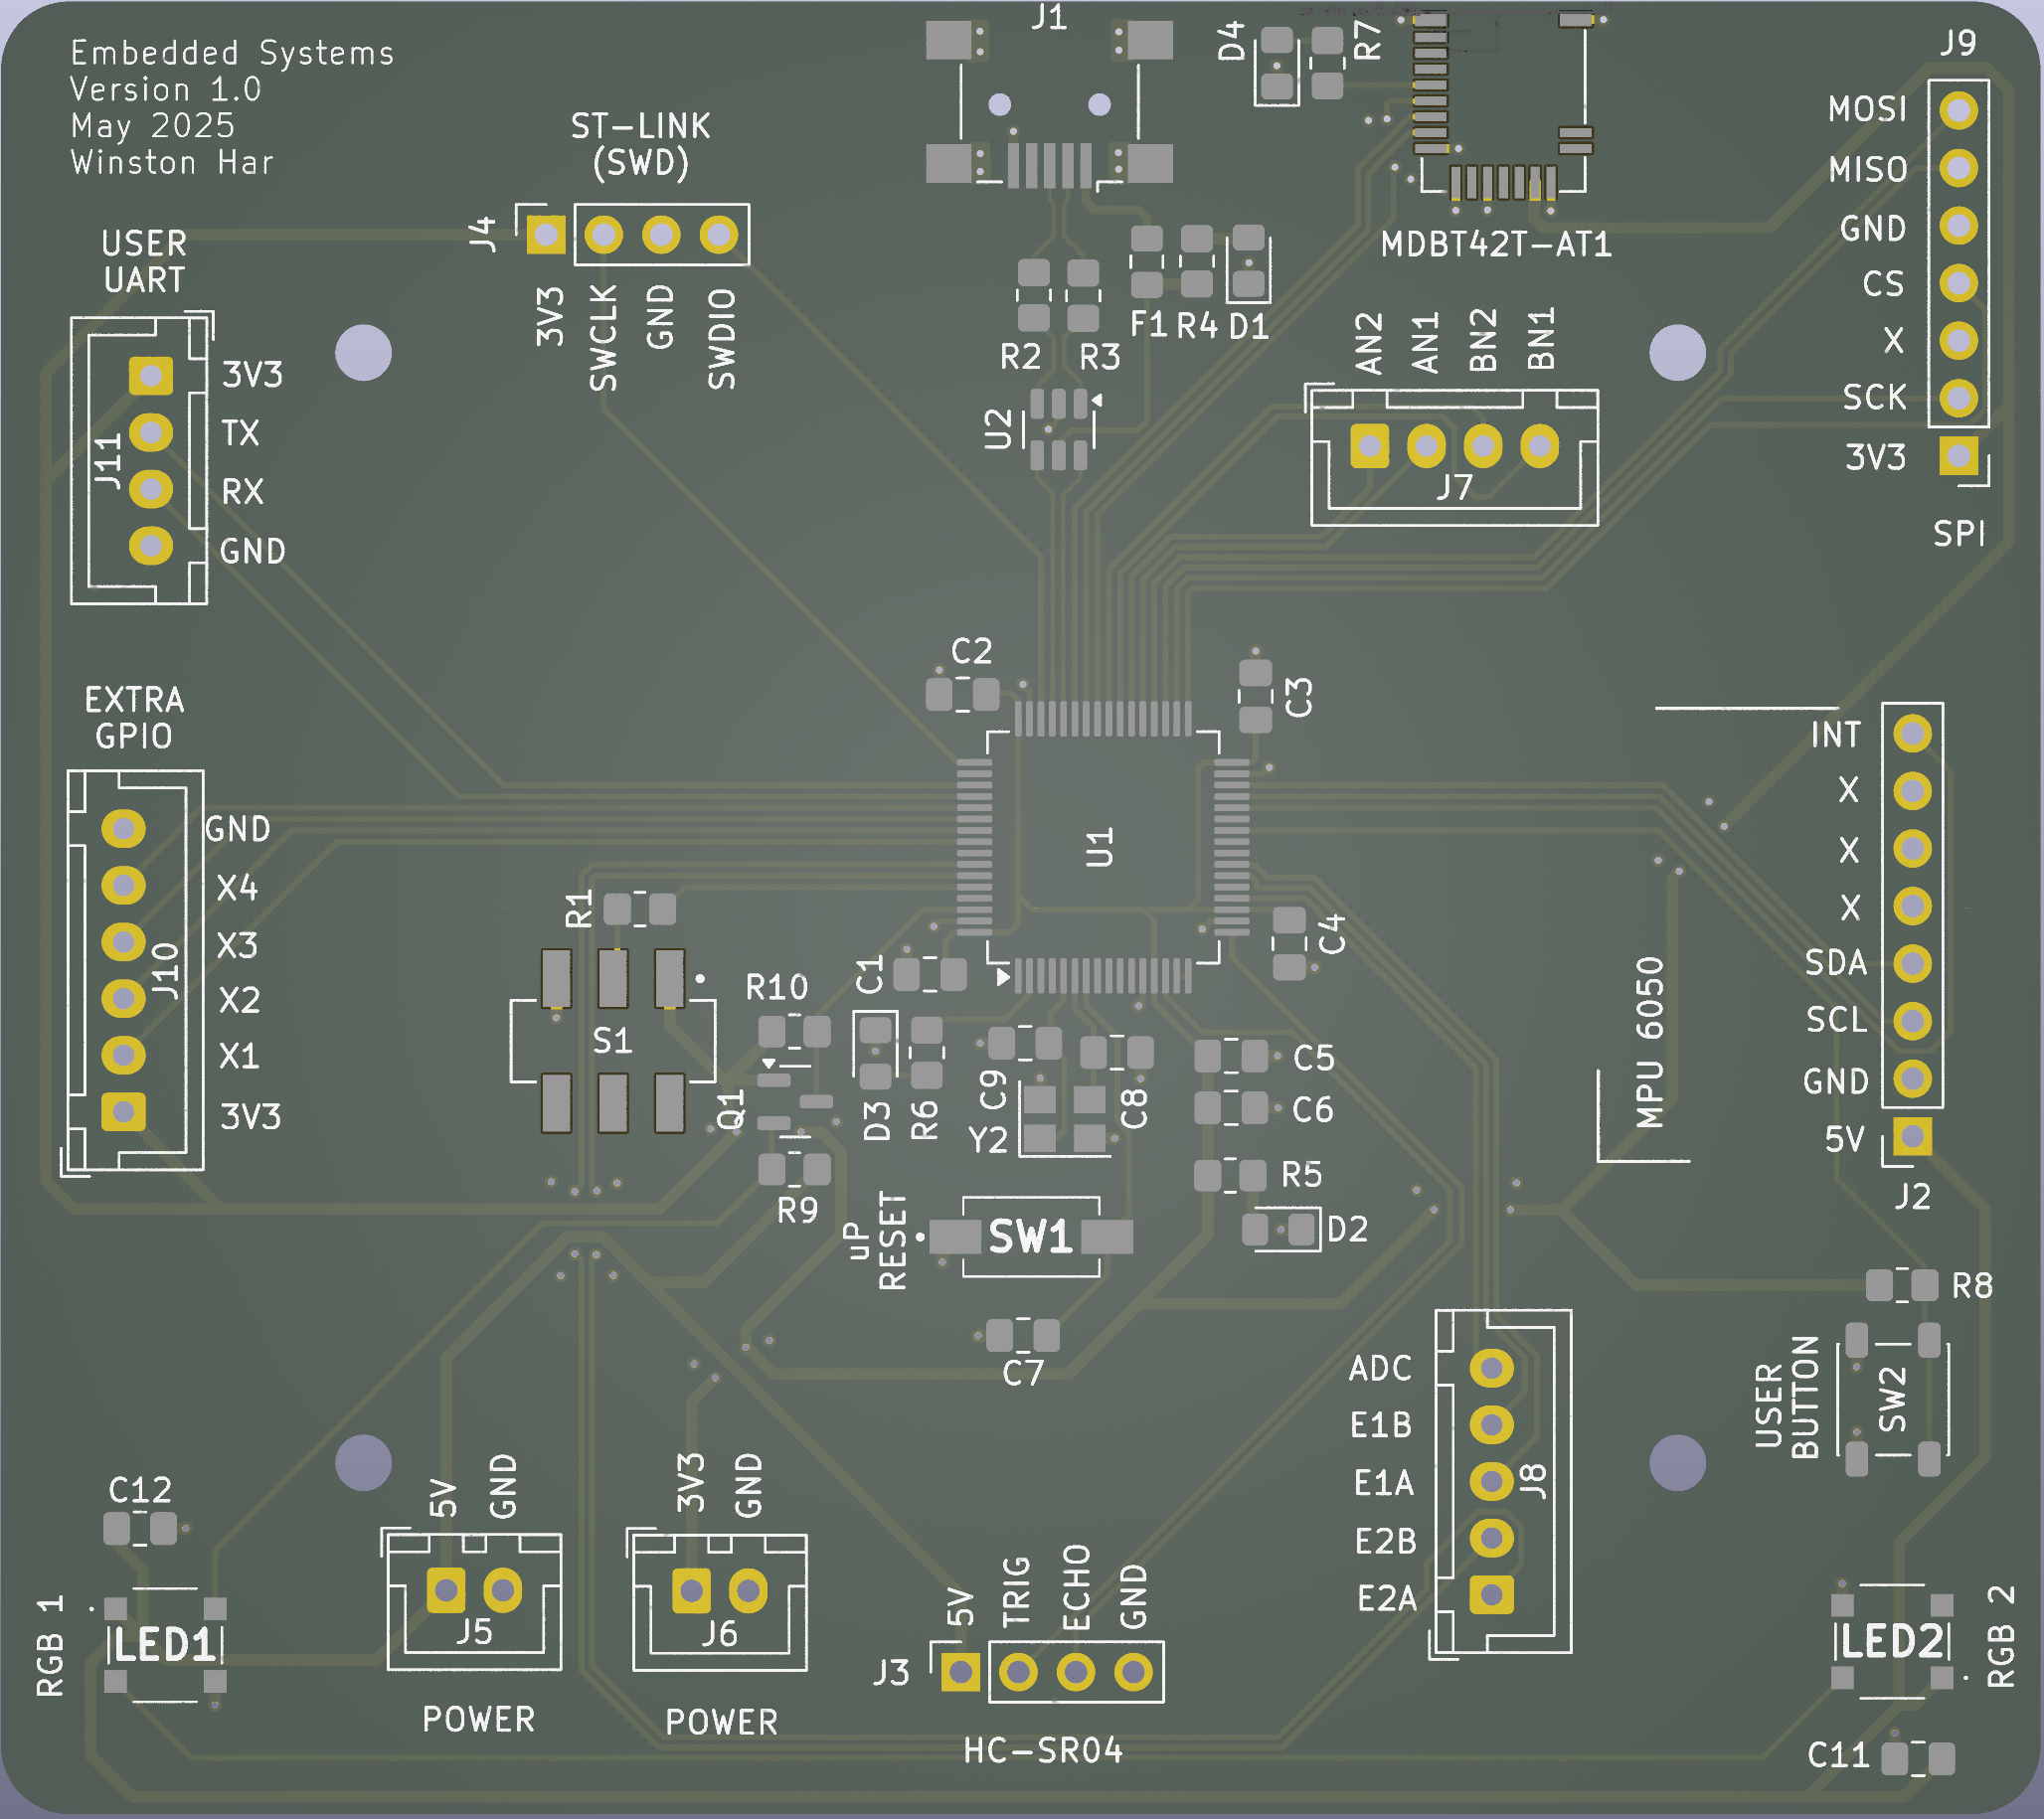 Embedded Systems
Version 1.0
May 2025
Winston Har
J1
D4
R7
J9
ST-LINK
(SWD)
J4
3V3
SWCLK
GND
SWDIO
MDBT42T-AT1
MOSI
MISO
GND
CS
X
SCK
3V3
SPI
USER
UART
J11
3V3
TX
RX
GND
R2
R3
F1
R4
D1
U2
AN2
AN1
BN2
BN1
J7
C2
C3
U1
EXTRA
GPIO
GND
X4
X3
X2
X1
3V3
J10
R1
S1
R10
Q1
R9
C1
D3
R6
C9
C8
Y2
C4
C5
C6
R5
D2
uP
RESET
SW1
C7
INT
X
X
X
SDA
SCL
GND
5V
J2
MPU 6050
R8
USER
BUTTON
SW2
ADC
E1B
E1A
E2B
E2A
J8
C12
RGB 1
LED1
5V
GND
J5
POWER
3V3
GND
J6
POWER
5V
TRIG
ECHO
GND
J3
HC-SR04
LED2
RGB 2
C11